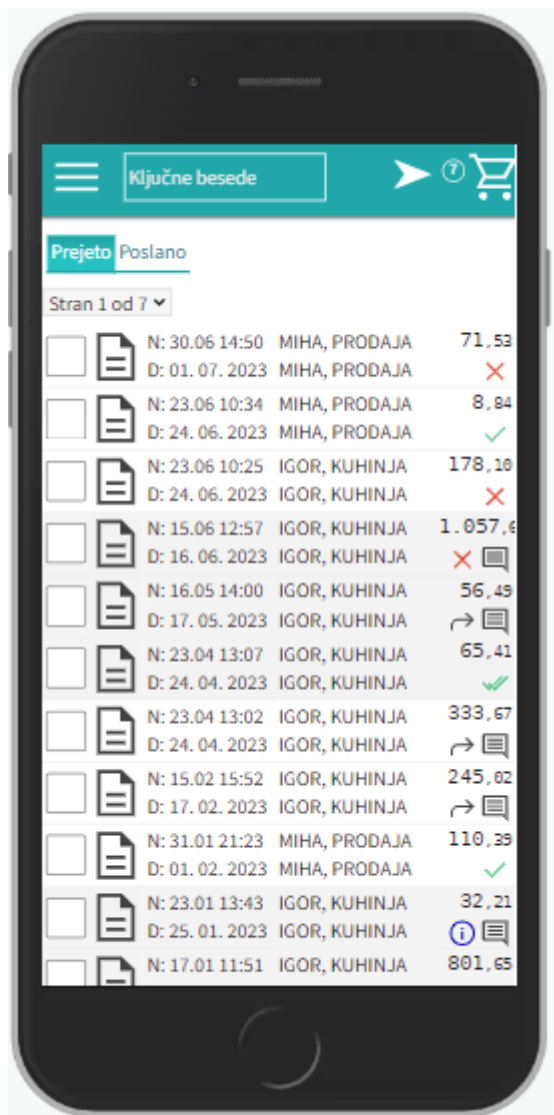 Ključne besede
7
Prejeto Poslano
Stran 1 od 7
N: 30.06 14:50 MIHA, PRODAJA 71,53
D: 01. 07. 2023 MIHA, PRODAJA
N: 23.06 10:34 MIHA, PRODAJA 8,84
D: 24. 06. 2023 MIHA, PRODAJA
N: 23.06 10:25 IGOR, KUHINJA 178,10
D: 24. 06. 2023 IGOR, KUHINJA
N: 15.06 12:57 IGOR, KUHINJA
D: 16. 06. 2023 IGOR, KUHINJA
N: 16.05 14:00 IGOR, KUHINJA 56,49
D: 17. 05. 2023 IGOR, KUHINJA
N: 23.04 13:07 IGOR, KUHINJA 65,41
D: 24. 04. 2023 IGOR, KUHINJA
N: 23.04 13:02 IGOR, KUHINJA 333,67
D: 24. 04. 2023 IGOR, KUHINJA
N: 15.02 15:52 IGOR, KUHINJA 245,02
D: 17. 02. 2023 IGOR, KUHINJA
N: 31.01 21:23 MIHA, PRODAJA 110,39
D: 01. 02. 2023 MIHA, PRODAJA
N: 23.01 13:43 IGOR, KUHINJA 32,21
D: 25. 01. 2023 IGOR, KUHINJA
N: 17.01 11:51 IGOR, KUHINJA 801,65